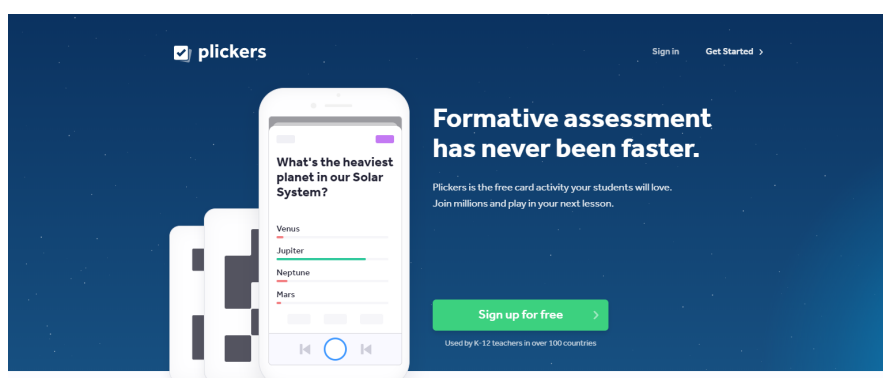 plickers
Sign in
Get Started
Formative assessment
has never been faster.
Plickers is the free card activity your students will love.
Join millions and play in your next lesson.
What's the heaviest
planet in our Solar
System?
Venus
Jupiter
Neptune
Mars
Sign up for free
Used by K-12 teachers in over 100 countries